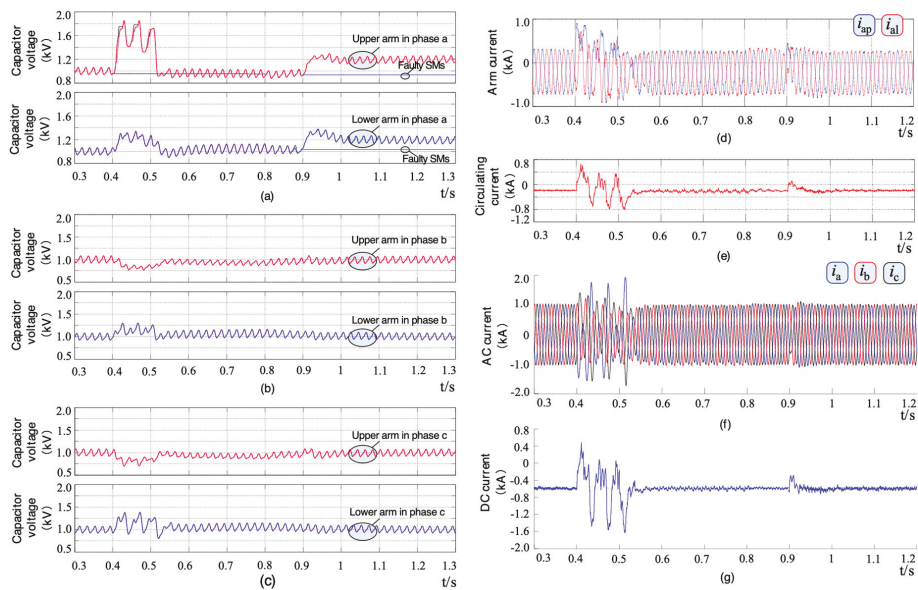 Capacitor voltage (kV)
2.0
1.6
1.2
0.8
Upper arm in phase a
Faulty SMs
Capacitor voltage (kV)
2.0
1.6
1.2
0.8
Lower arm in phase a
Faulty SMs
0.3 0.4 0.5 0.6 0.7 0.8 0.9 1 1.1 1.2 1.3
t/s
(a)
Capacitor voltage (kV)
2.0
1.5
1.0
0.5
Upper arm in phase b
Capacitor voltage (kV)
2.0
1.5
1.0
0.5
Lower arm in phase b
0.3 0.4 0.5 0.6 0.7 0.8 0.9 1 1.1 1.2 1.3
t/s
(b)
Capacitor voltage (kV)
2.0
1.5
1.0
0.5
Upper arm in phase c
Capacitor voltage (kV)
2.0
1.5
1.0
0.5
Lower arm in phase c
0.3 0.4 0.5 0.6 0.7 0.8 0.9 1 1.1 1.2 1.3
t/s
(c)
iap ial
Arm current (kA)
1.0
0
-1.0
0.3 0.4 0.5 0.6 0.7 0.8 0.9 1 1.1 1.2
t/s
(d)
Circulating current (kA)
0.8
0
-0.8
-1.2
0.3 0.4 0.5 0.6 0.7 0.8 0.9 1 1.1 1.2
t/s
(e)
ia ib ic
AC current (kA)
2.0
1.0
0
-1.0
-2.0
0.3 0.4 0.5 0.6 0.7 0.8 0.9 1 1.1 1.2
t/s
(f)
DC current (kA)
0.8
0
-0.4
-1.2
-1.6
-2.0
0.3 0.4 0.5 0.6 0.7 0.8 0.9 1 1.1 1.2
t/s
(g)